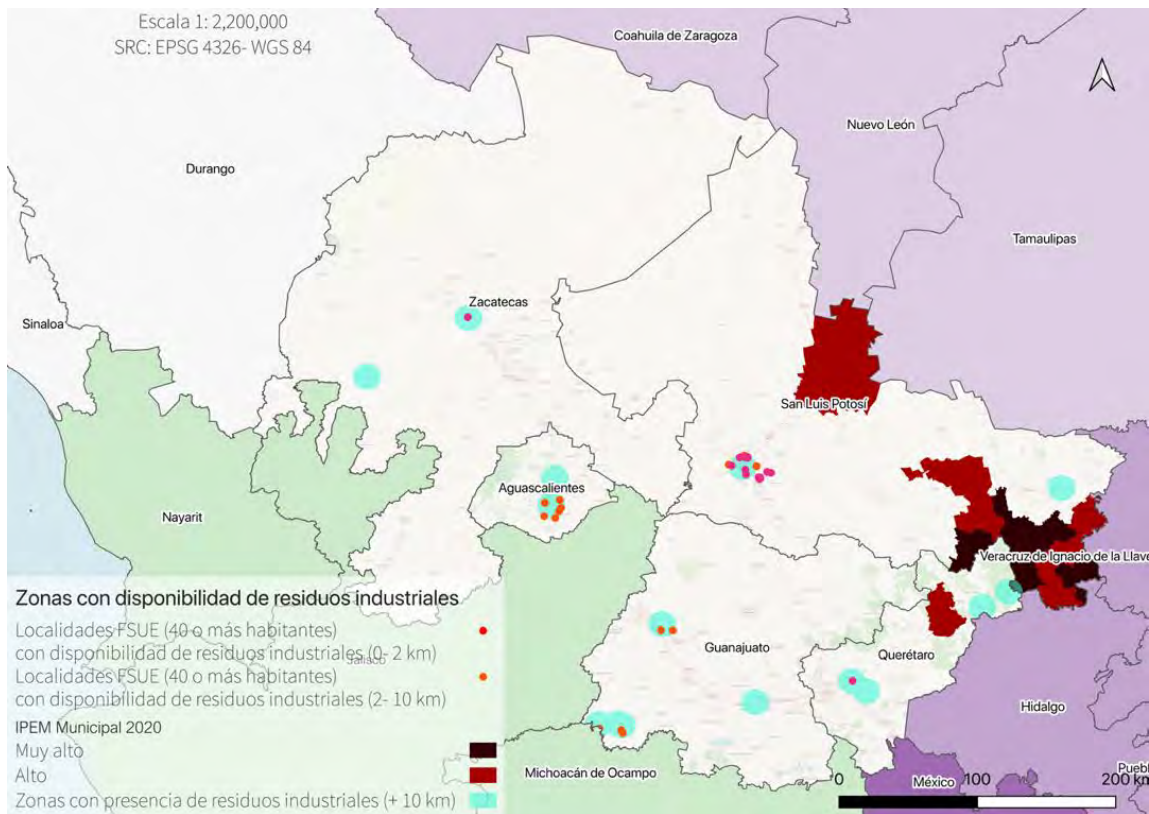 Escala 1: 2,200,000
SRC: EPSG 4326- WGS 84
Coahuila de Zaragoza
Nuevo León
Durango
Tamaulipas
Zacatecas
Sinaloa
San Luis Potosí
Aguascalientes
Nayarit
Veracruz de Ignacio de la Llave
Zonas con disponibilidad de residuos industriales
Localidades FSUE (40 o más habitantes)
con disponibilidad de residuos industriales (0- 2 km)
Jalisco
Localidades FSUE (40 o más habitantes)
con disponibilidad de residuos industriales (2- 10 km)
IPEM Municipal 2020
Muy alto
Alto
Zonas con presencia de residuos industriales (+ 10 km)
Guanajuato
Querétaro
Hidalgo
Michoacán de Ocampo
México
Puebl
0
100
200 km